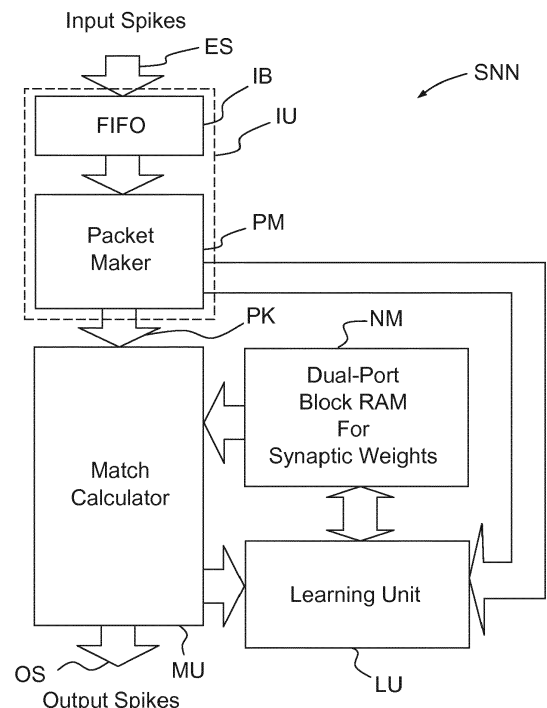 Input Spikes
ES
IB
SNN
FIFO
IU
Packet
Maker
PM
PK
NM
Dual-Port
Block RAM
For
Synaptic Weights
Match
Calculator
Learning Unit
OS
MU
LU
Output Spikes